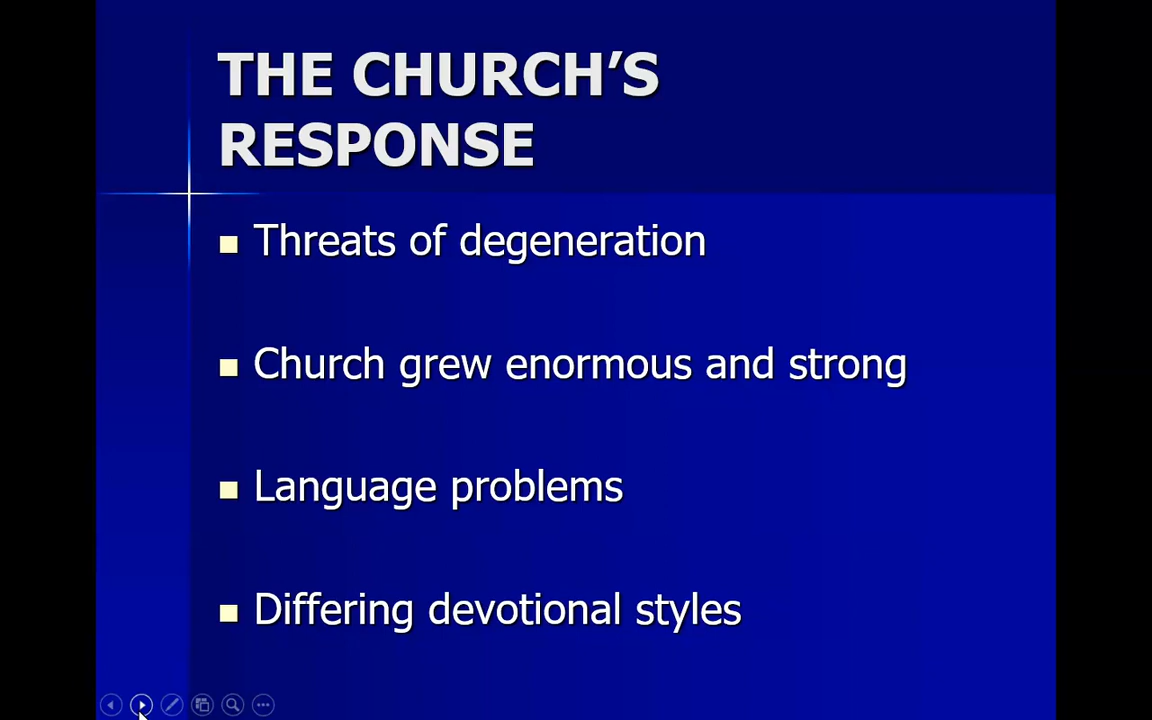 THE CHURCH’S
RESPONSE
Threats of degeneration
Church grew enormous and strong
Language problems
Differing devotional styles